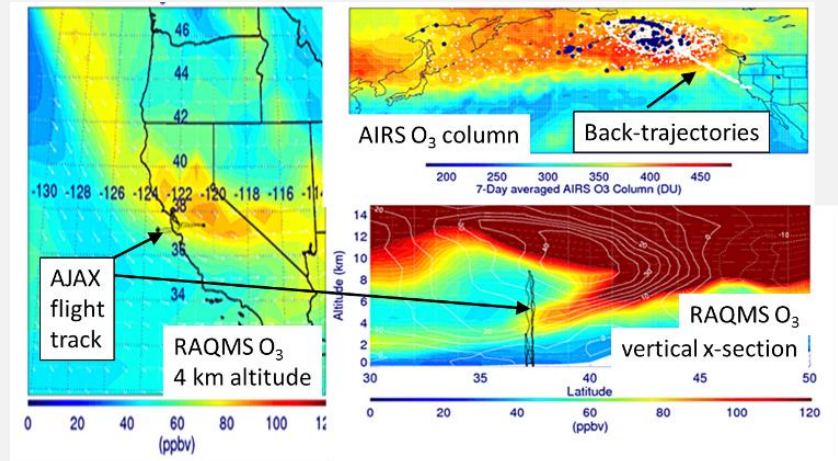 46
44
42
40
-130 -128 -126 -124 -122 -120 -118 -116 -114
38
36
34
AJAX
flight
track
RAQMS O₃
4 km altitude
0 20 40 60 80 100 12
(ppbv)
AIRS O₃ column
Back-trajectories
200 250 300 350 400 450
7-Day averaged AIRS O3 Column (DU)
14
12
10
8
6
4
2
0
Altitude (km)
RAQMS O₃
vertical x-section
30 35 40 45 50
Latitude
0 20 40 60 80 100 120
(ppbv)